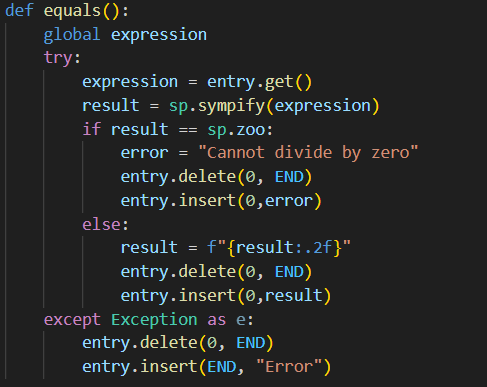 def equals():
    global expression
    try:
        expression = entry.get()
        result = sp.sympify(expression)
        if result == sp.zoo:
            error = "Cannot divide by zero"
            entry.delete(0, END)
            entry.insert(0,error)
        else:
            result = f"{result:.2f}"
            entry.delete(0, END)
            entry.insert(0,result)
    except Exception as e:
        entry.delete(0, END)
        entry.insert(END, "Error")